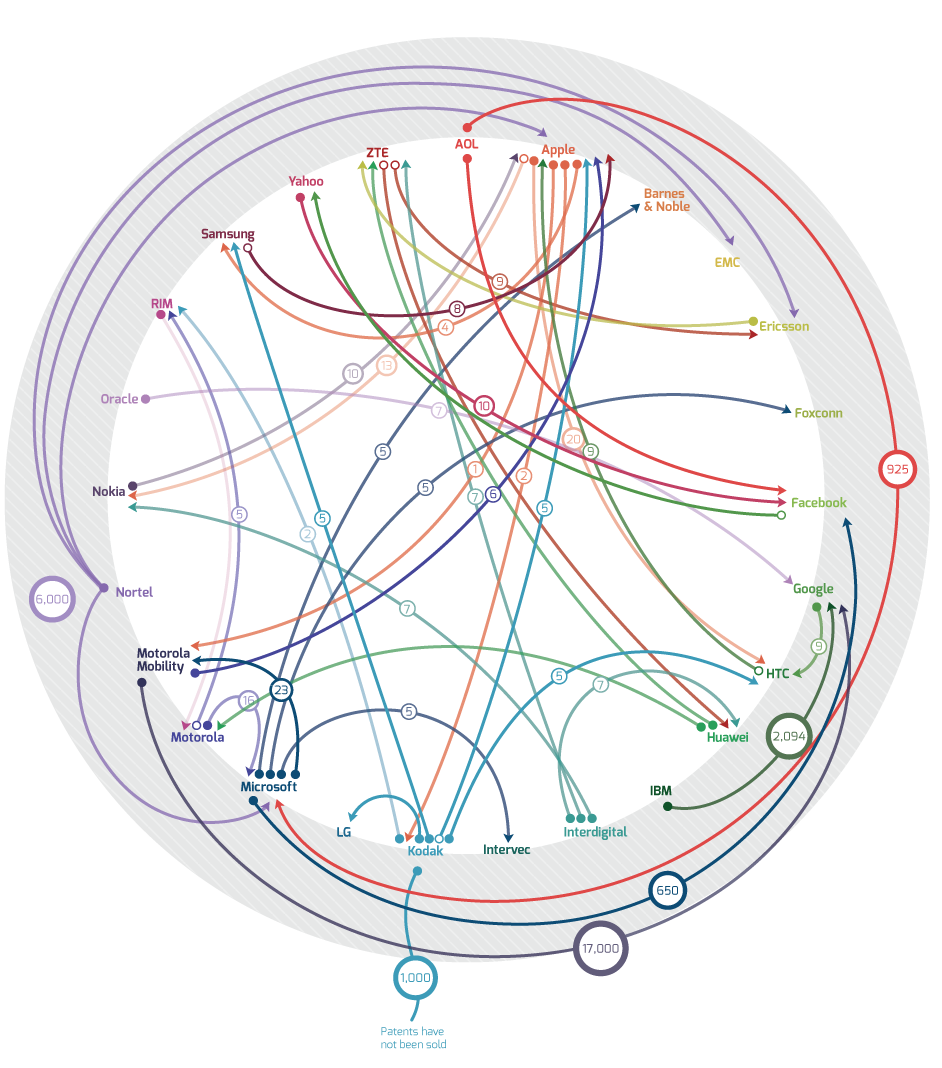 AOL
ZTE
Apple
Yahoo
Barnes
& Noble
Samsung
EMC
9
RIM
8
4
Ericsson
10
13
Oracle
7
10
Foxconn
20
9
5
1
2
925
5
7
6
Nokia
5
5
5
Facebook
2
6,000
Nortel
7
Google
9
Motorola
Mobility
HTC
5
7
23
16
5
Motorola
Huawei
2,094
Microsoft
IBM
LG
Interdigital
Kodak
Intervec
650
17,000
1,000
Patents have
not been sold